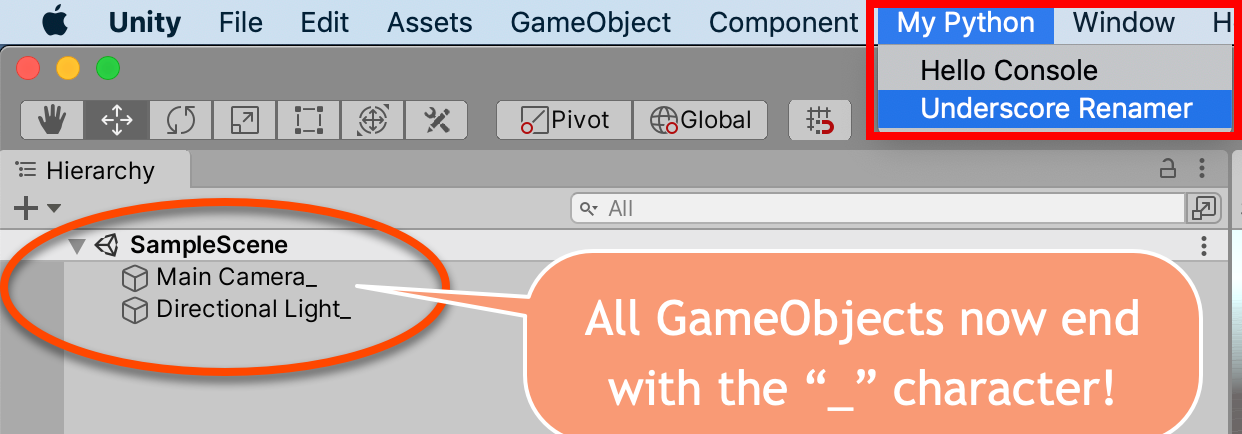 Unity File Edit Assets GameObject Component My Python Window H
Hello Console
Underscore Renamer
Pivot Global
Hierarchy
All
SampleScene
Main Camera_
Directional Light_
All GameObjects now end
with the “_” character!